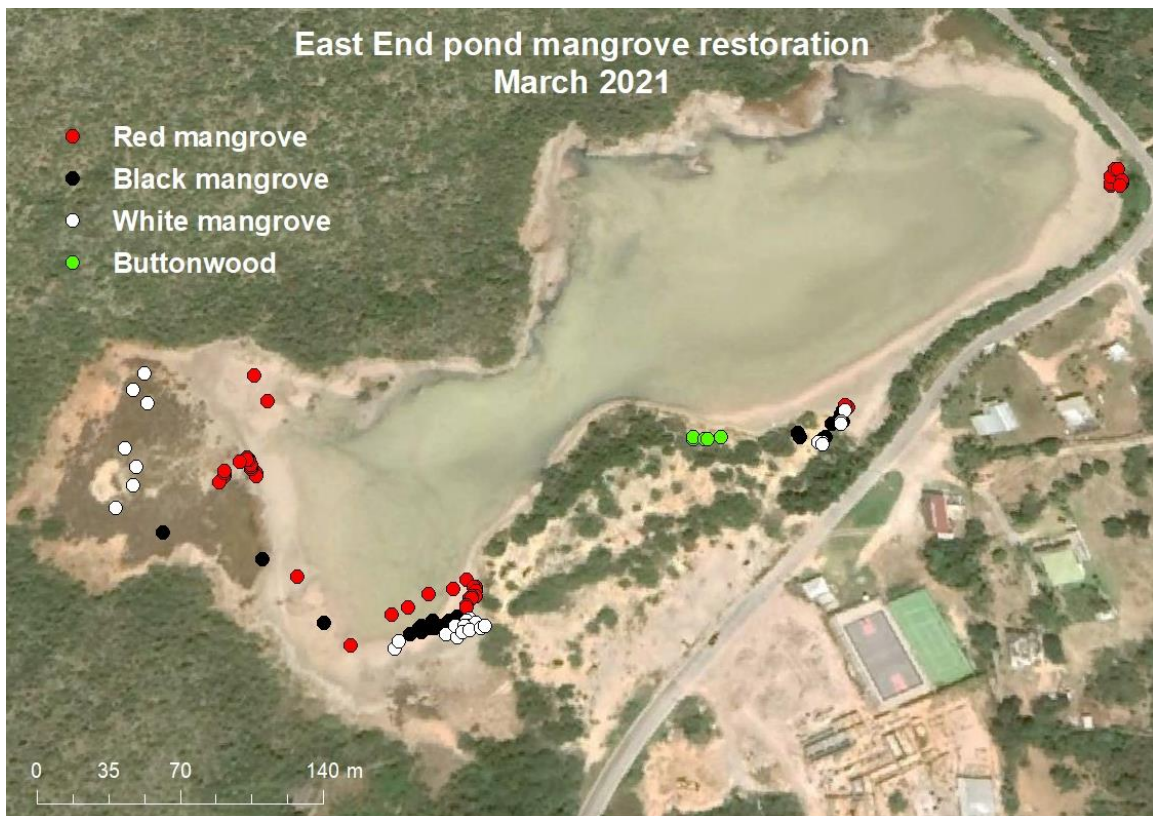 East End pond mangrove restoration
March 2021
Red mangrove
Black mangrove
White mangrove
Buttonwood
0 35 70 140 m